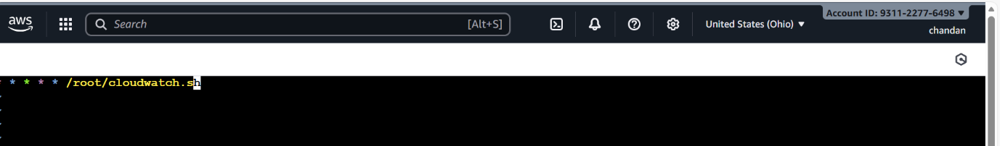 Account ID: 9311-2277-6498
aws Search [Alt+S] United States (Ohio)
chandan
* * * * * /root/cloudwatch.sh
~
~
~
~